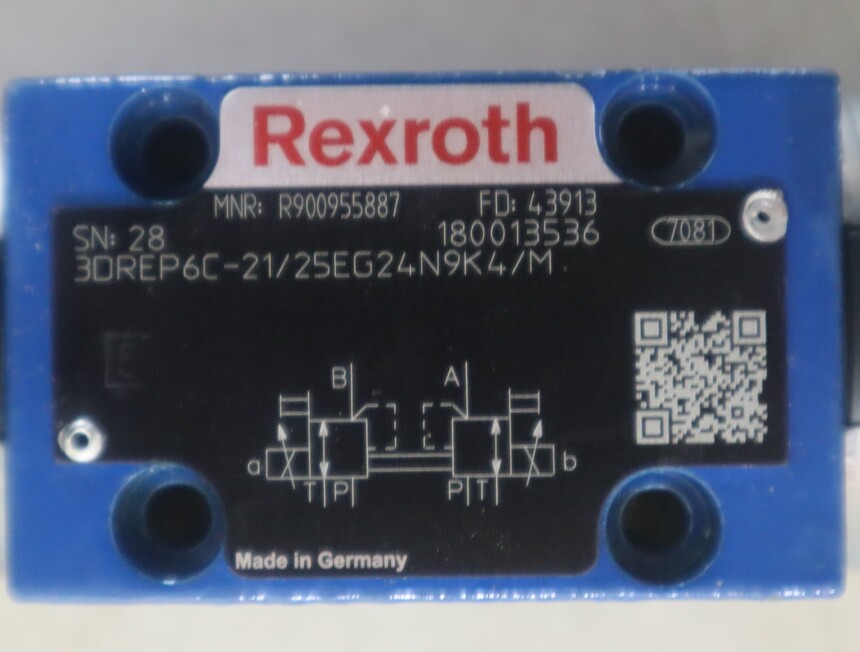 Rexroth
MNR: R900955887 FD: 43913
SN: 28 180013536 7081
3DREP6C-21/25EG24N9K4/M
B A
a b
T P P T
Made in Germany